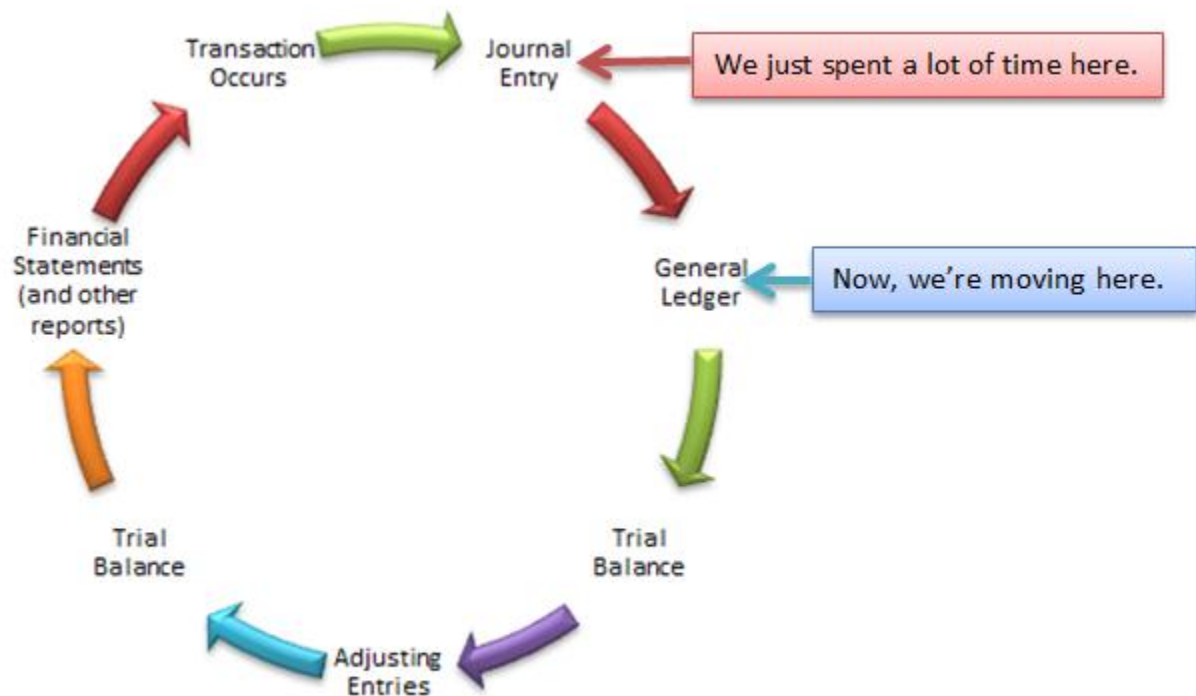 Transaction
Occurs
Journal
Entry
We just spent a lot of time here.
General
Ledger
Now, we’re moving here.
Trial
Balance
Adjusting
Entries
Trial
Balance
Financial
Statements
(and other
reports)